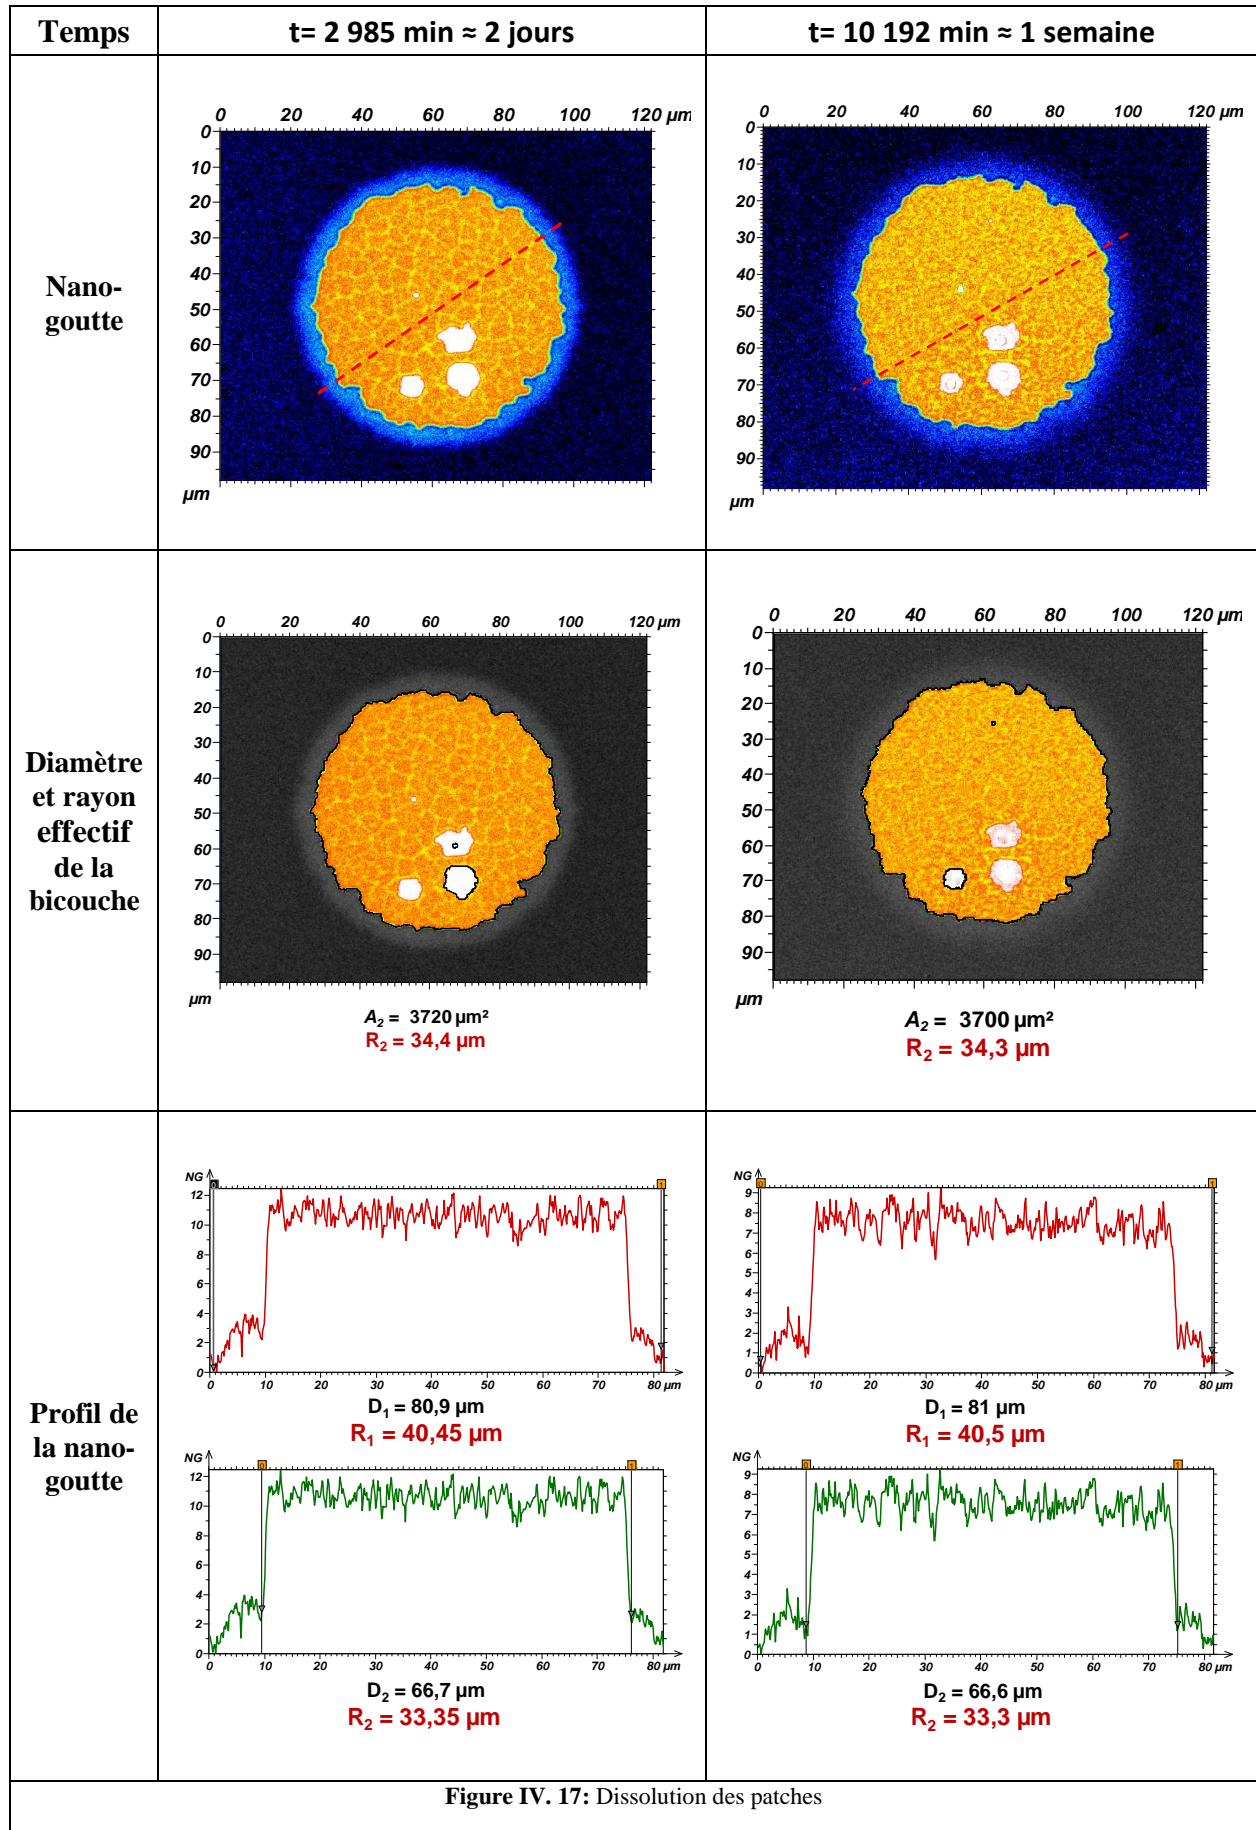 Temps
t= 2 985 min ≈ 2 jours
t= 10 192 min ≈ 1 semaine
Nano-
goutte
0 20 40 60 80 100 120 µm
0
10
20
30
40
50
60
70
80
90
µm
0 20 40 60 80 100 120 µm
0
10
20
30
40
50
60
70
80
90
µm
Diamètre
et rayon
effectif
de la
bicouche
0 20 40 60 80 100 120 µm
0
10
20
30
40
50
60
70
80
90
µm
A₂ = 3720 µm²
R₂ = 34,4 µm
0 20 40 60 80 100 120 µm
0
10
20
30
40
50
60
70
80
90
µm
A₂ = 3700 µm²
R₂ = 34,3 µm
Profil de
la nano-
goutte
NG
0 1
12
10
8
6
4
2
0
0 10 20 30 40 50 60 70 80 µm
D₁ = 80,9 µm
R₁ = 40,45 µm
NG
0 1
12
10
8
6
4
2
0
0 10 20 30 40 50 60 70 80 µm
D₂ = 66,7 µm
R₂ = 33,35 µm
NG
0 1
9
8
7
6
5
4
3
2
1
0
0 10 20 30 40 50 60 70 80 µm
D₁ = 81 µm
R₁ = 40,5 µm
NG
0 1
9
8
7
6
5
4
3
2
1
0
0 10 20 30 40 50 60 70 80 µm
D₂ = 66,6 µm
R₂ = 33,3 µm
Figure IV. 17: Dissolution des patches